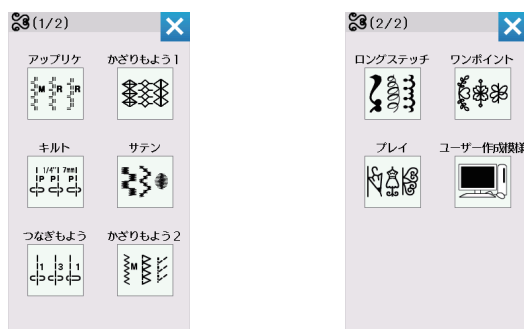 (1/2)
アップリケ かざりもよう1
M R R
キルト サテン
1/4" 7mm
P P P
つなぎもよう かざりもよう2
1 3 1 M
(2/2)
ロングステッチ ワンポイント
プレイ ユーザー作成模様